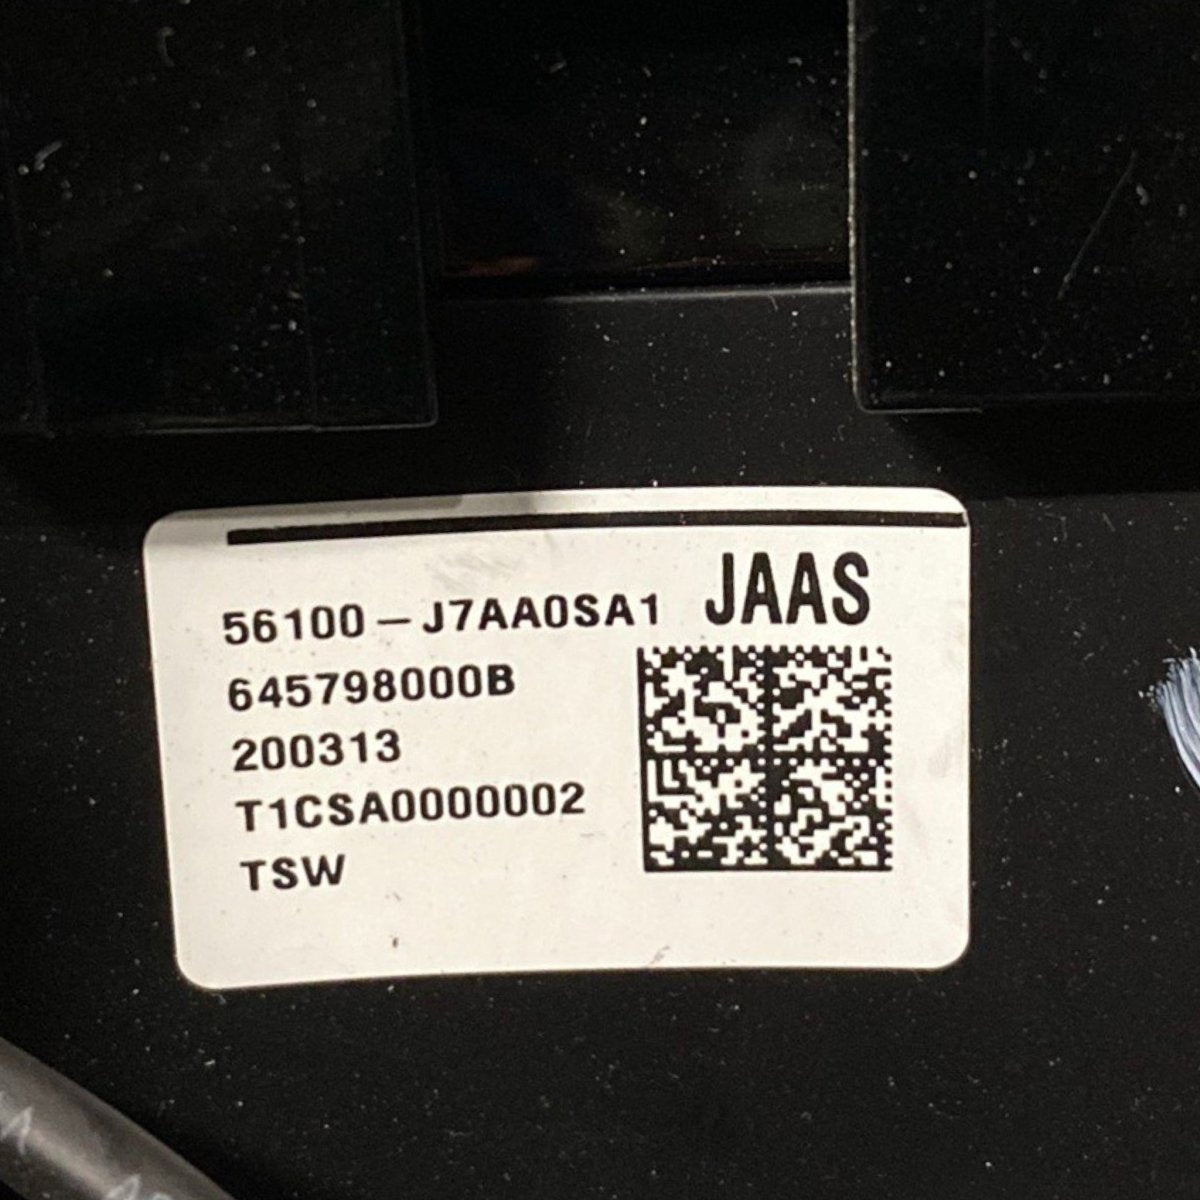 56100-J7AA0SA1 JAAS
645798000B
200313
T1CSA0000002
TSW